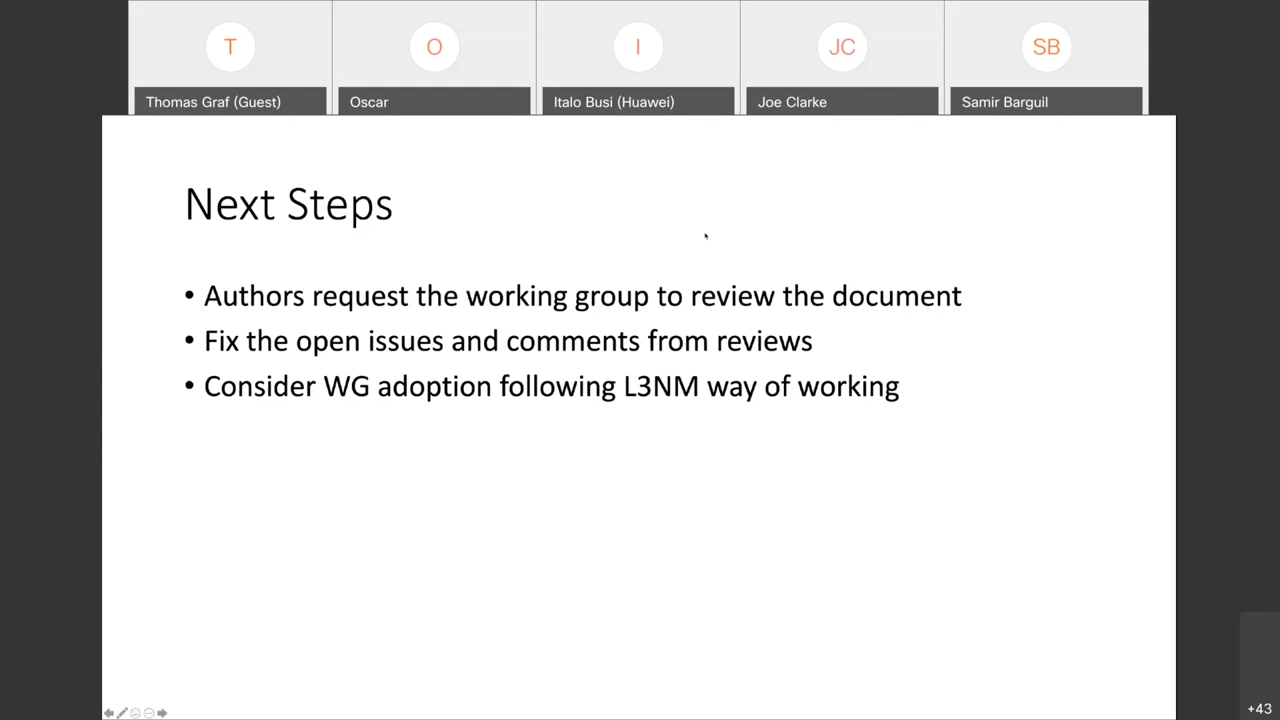 T
O
I
JC
SB
Thomas Graf (Guest)
Oscar
Italo Busi (Huawei)
Joe Clarke
Samir Barguil
Next Steps
• Authors request the working group to review the document
• Fix the open issues and comments from reviews
• Consider WG adoption following L3NM way of working
+43